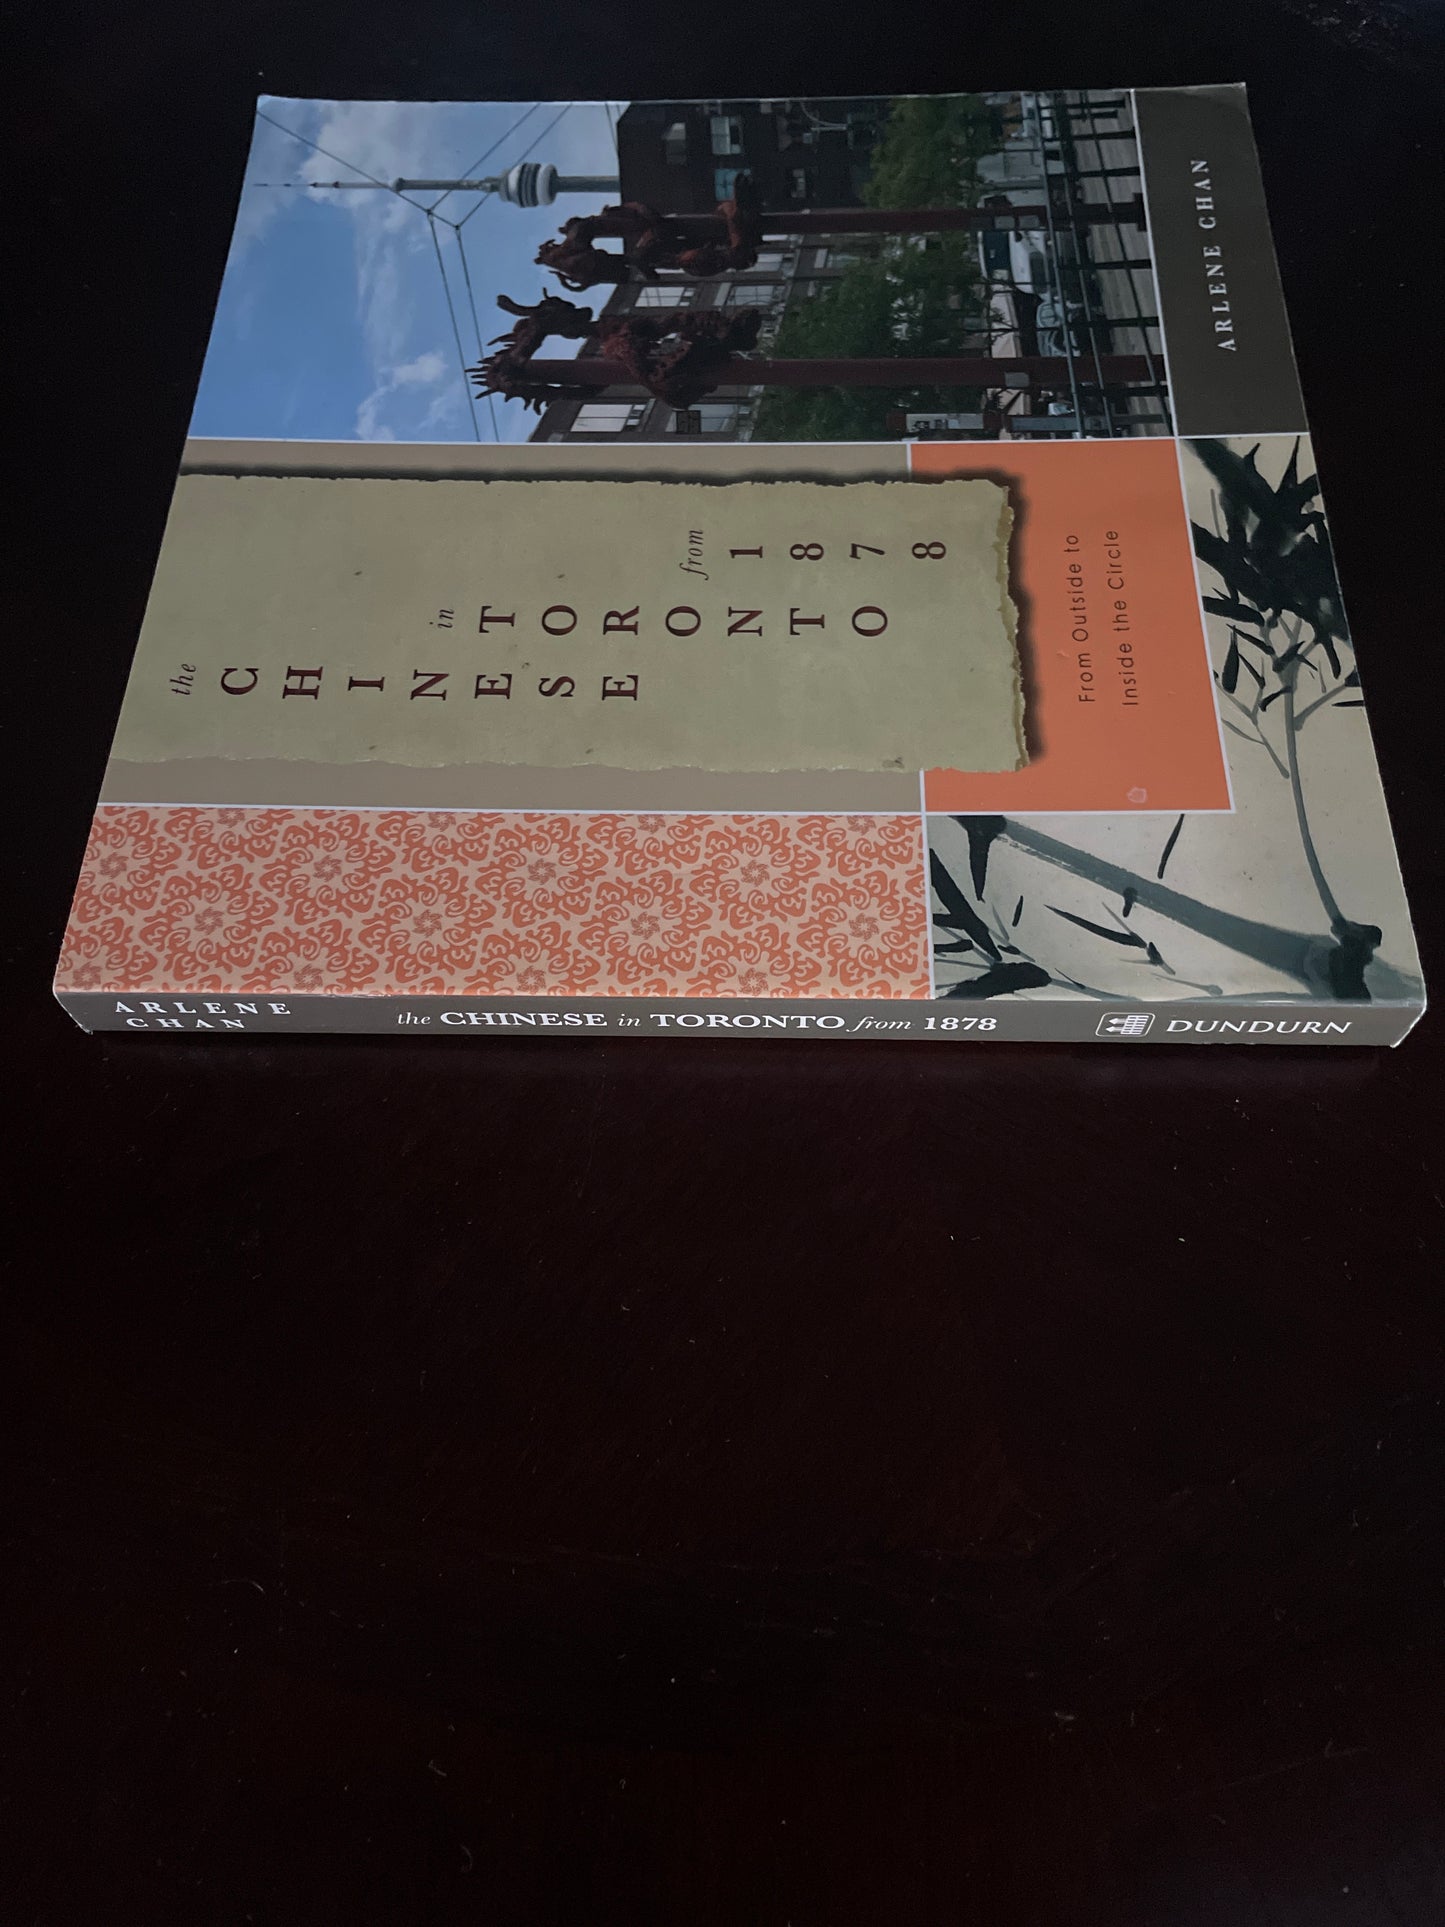 the
CHINESE
in
TORONTO
from
1878
From Outside to
Inside the Circle
ARLENE CHAN
ARLENE
CHAN
the CHINESE in TORONTO from 1878
DUNDURN